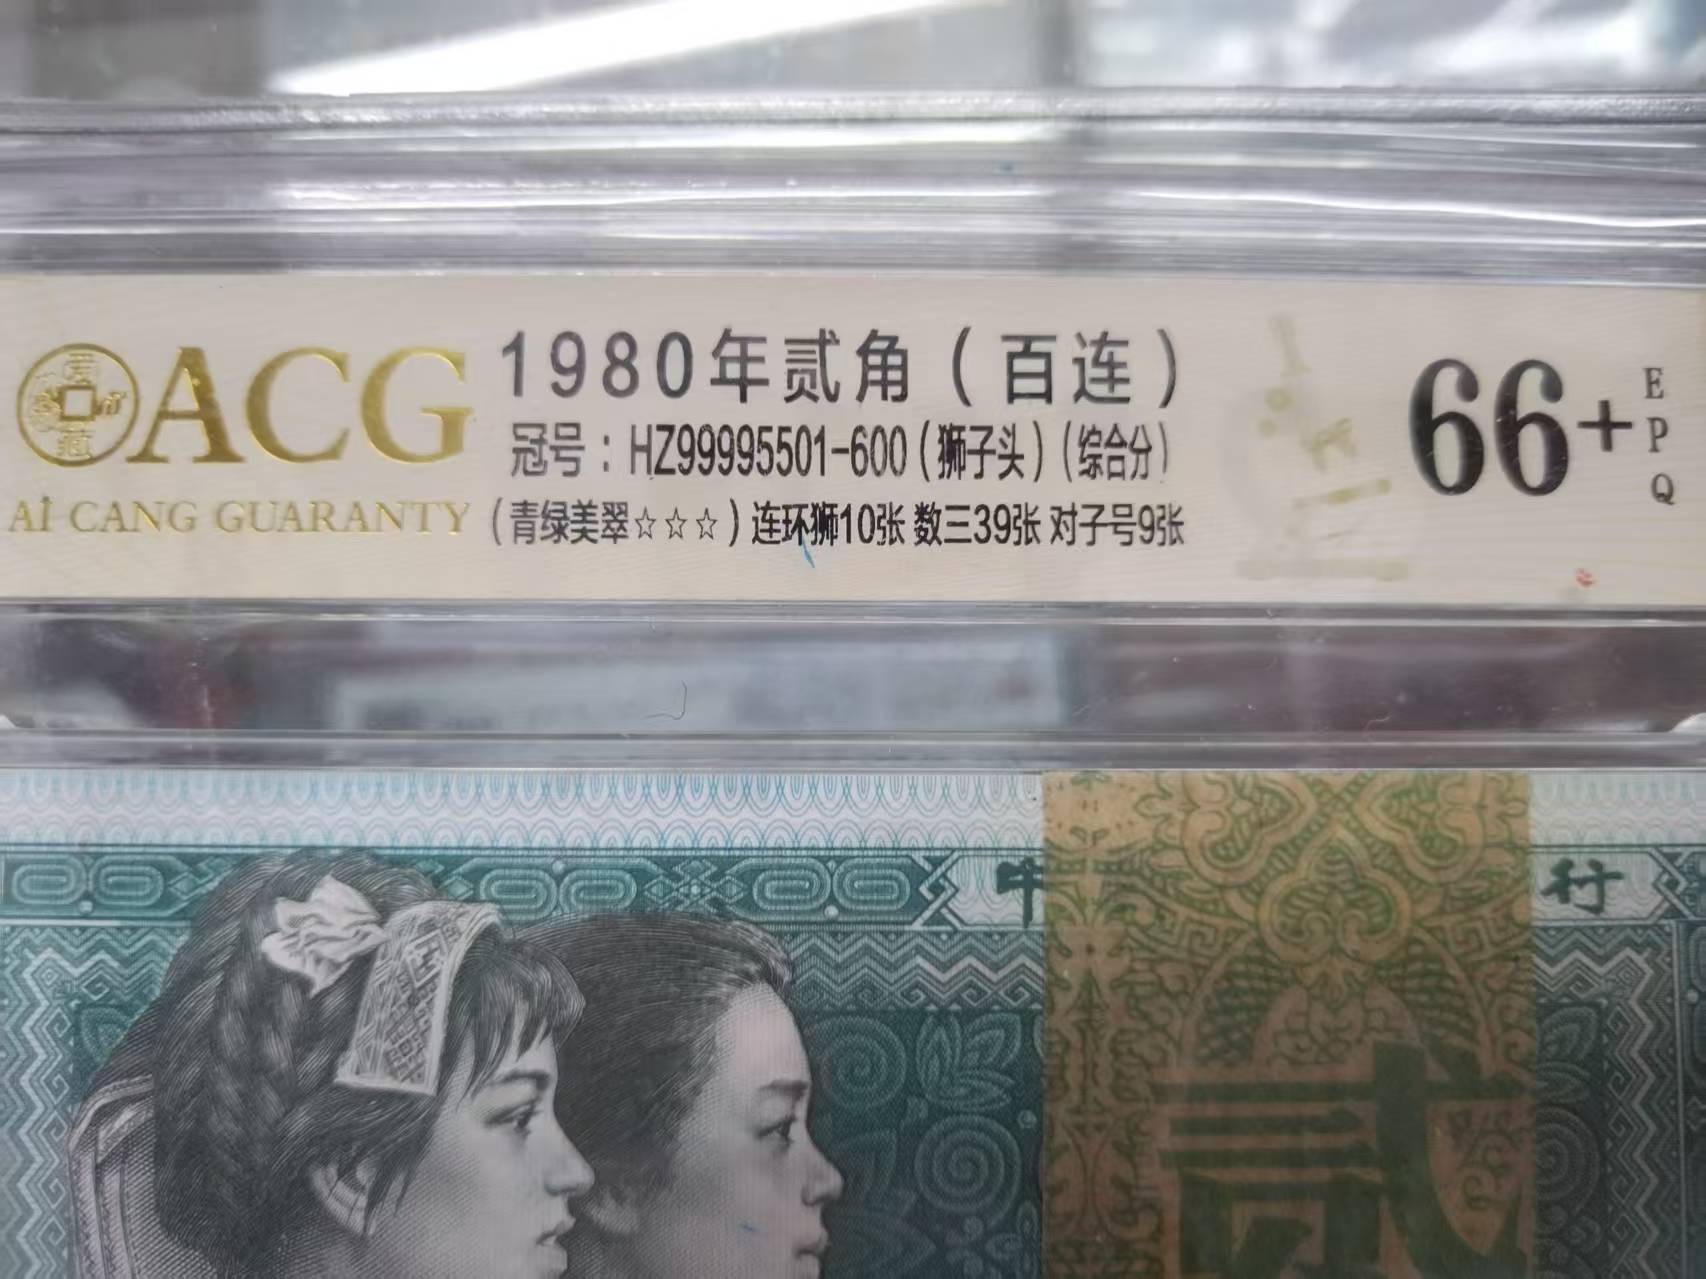 ACG
AI CANG GUARANTY
1980年贰角（百连）
冠号：HZ99995501-600（狮子头）（综合分）
（青绿美翠☆☆☆）连环狮10张 数三39张 对子号9张
66+
EPQ
行
贰